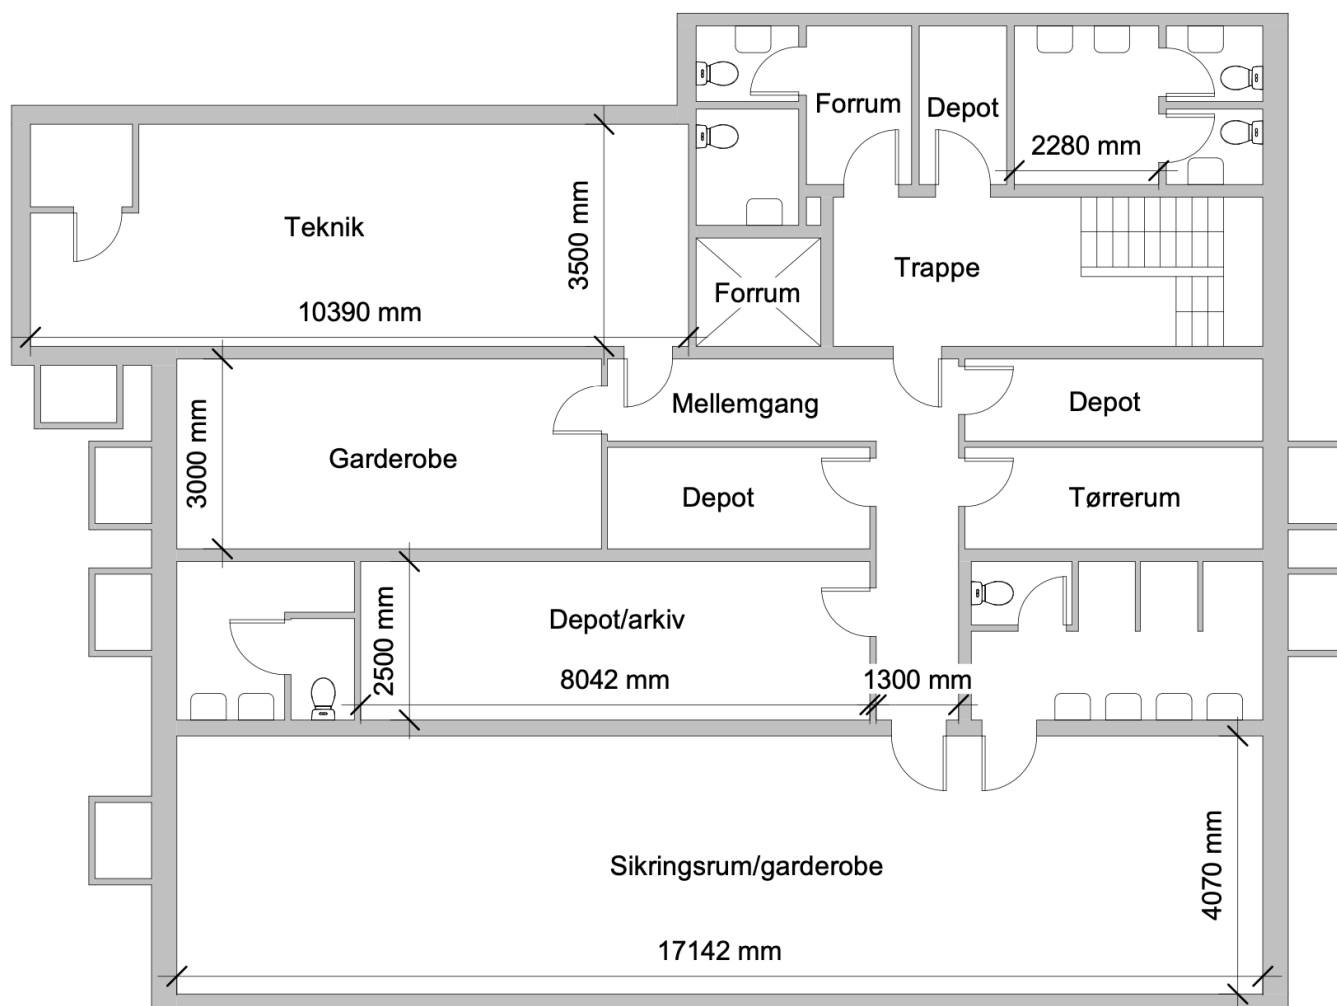 Forrum
Depot
2280 mm
Teknik
3500 mm
10390 mm
Forrum
Trappe
Mellemgang
Depot
3000 mm
Garderobe
Depot
Tørrerum
2500 mm
Depot/arkiv
8042 mm
1300 mm
Sikringsrum/garderobe
4070 mm
17142 mm